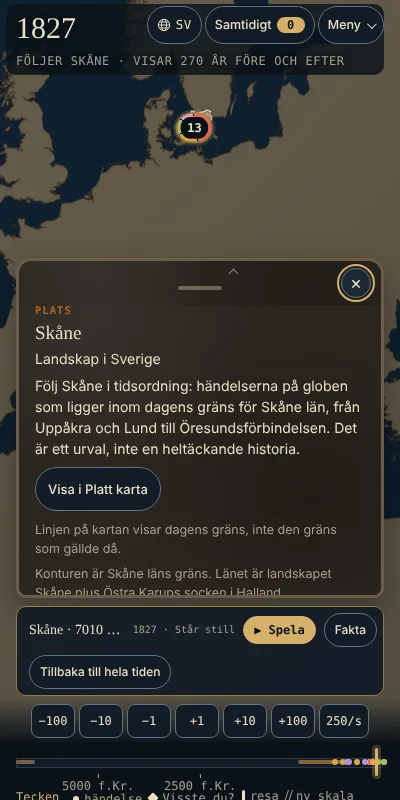 1827
SV
Samtidigt 0
Meny
FÖLJER SKÅNE · VISAR 270 ÅR FÖRE OCH EFTER
13
PLATS
Skåne
Landskap i Sverige
Följ Skåne i tidsordning: händelserna på globen
som ligger inom dagens gräns för Skåne län, från
Uppåkra och Lund till Öresundsförbindelsen. Det
är ett urval, inte en heltäckande historia.
Visa i Platt karta
Linjen på kartan visar dagens gräns, inte den gräns
som gällde då.
Konturen är Skåne läns gräns. Länet är landskapet
Skåne plus Östra Karups socken i Halland
Skåne · 7010 …
1827 · Står still
▶ Spela
Fakta
Tillbaka till hela tiden
−100
−10
−1
+1
+10
+100
250/s
5000 f.Kr.
2500 f.Kr.
Tecken
händelse
Visste du?
resa
// ny skala